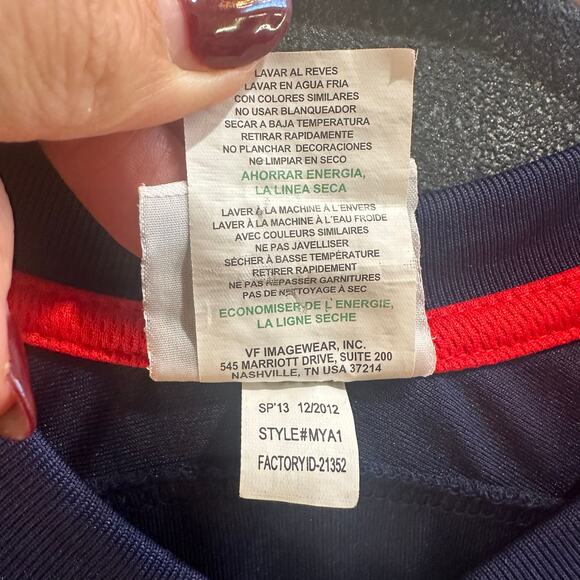 LAVAR AL REVES
LAVAR EN AGUA FRIA
CON COLORES SIMILARES
NO USAR BLANQUEADOR
SECAR A BAJA TEMPERATURA
RETIRAR RAPIDAMENTE
NO PLANCHAR DECORACIONES
NO LIMPIAR EN SECO
AHORRAR ENERGIA,
LA LINEA SECA
LAVER À LA MACHINE À L'ENVERS
LAVER À LA MACHINE À L'EAU FROIDE
AVEC COULEURS SIMILAIRES
NE PAS JAVELLISER
SÉCHER À BASSE TEMPÉRATURE
RETIRER RAPIDEMENT
NE PAS REPASSER GARNITURES
PAS DE NETTOYAGE À SEC
ECONOMISER DE L'ENERGIE,
LA LIGNE SÈCHE
VF IMAGEWEAR, INC.
545 MARRIOTT DRIVE, SUITE 200
NASHVILLE, TN USA 37214
SP'13 12/2012
STYLE#MYA1
FACTORYID-21352